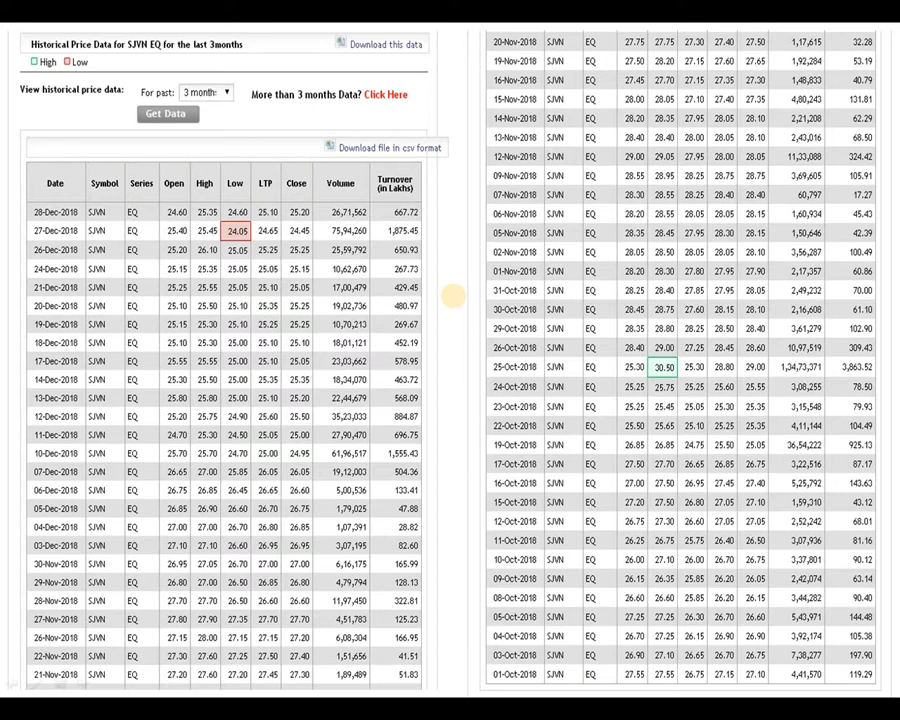 Historical Price Data for SJVN EQ for the last 3months
Download this data
High Low
View historical price data: For past: 3 month: More than 3 months Data? Click Here
Get Data
Download file in csv format
Date Symbol Series Open High Low LTP Close Volume Turnover (in Lakhs)
28-Dec-2018 SJVN EQ 24.60 25.35 24.60 25.10 25.20 26,71,562 667.72
27-Dec-2018 SJVN EQ 25.40 25.45 24.05 24.65 24.45 75,94,260 1,875.45
26-Dec-2018 SJVN EQ 25.20 26.10 25.05 25.25 25.25 25,59,792 650.93
24-Dec-2018 SJVN EQ 25.15 25.35 25.05 25.05 25.15 10,62,670 267.73
21-Dec-2018 SJVN EQ 25.25 25.55 25.05 25.10 25.10 17,00,479 429.45
20-Dec-2018 SJVN EQ 25.10 25.50 25.10 25.35 25.25 19,02,736 480.97
19-Dec-2018 SJVN EQ 25.15 25.30 25.10 25.25 25.25 10,70,213 269.67
18-Dec-2018 SJVN EQ 25.10 25.30 25.00 25.10 25.10 18,01,121 452.19
17-Dec-2018 SJVN EQ 25.55 25.55 25.00 25.10 25.10 23,03,662 578.95
14-Dec-2018 SJVN EQ 25.30 25.50 25.00 25.40 25.35 18,34,070 463.72
13-Dec-2018 SJVN EQ 25.80 25.80 25.00 25.10 25.20 22,44,679 568.09
12-Dec-2018 SJVN EQ 25.20 25.75 24.90 25.60 25.50 35,23,033 884.87
11-Dec-2018 SJVN EQ 24.70 25.30 24.50 25.05 25.00 27,90,470 696.75
10-Dec-2018 SJVN EQ 25.70 25.70 24.70 25.00 24.95 61,96,517 1,555.43
07-Dec-2018 SJVN EQ 26.65 27.00 25.85 26.05 26.05 19,12,003 504.36
06-Dec-2018 SJVN EQ 26.75 26.85 26.45 26.65 26.60 5,00,536 133.41
05-Dec-2018 SJVN EQ 26.85 26.90 26.60 26.70 26.75 1,79,025 47.88
04-Dec-2018 SJVN EQ 27.00 27.00 26.70 26.80 26.85 1,07,391 28.82
03-Dec-2018 SJVN EQ 27.10 27.10 26.60 26.95 26.95 3,07,195 82.60
30-Nov-2018 SJVN EQ 26.95 27.05 26.70 27.00 27.00 6,16,175 165.99
29-Nov-2018 SJVN EQ 26.80 27.00 26.50 26.85 26.80 4,79,794 128.13
28-Nov-2018 SJVN EQ 27.70 27.70 26.50 26.60 26.60 11,97,450 322.81
27-Nov-2018 SJVN EQ 27.80 27.90 27.35 27.70 27.70 4,51,783 125.23
26-Nov-2018 SJVN EQ 27.15 28.00 27.15 27.15 27.20 6,08,304 166.95
22-Nov-2018 SJVN EQ 27.30 27.60 27.25 27.50 27.40 1,51,656 41.51
21-Nov-2018 SJVN EQ 27.20 27.60 27.20 27.45 27.30 1,89,489 51.83
20-Nov-2018 SJVN EQ 27.75 27.75 27.30 27.40 27.50 1,17,615 32.28
19-Nov-2018 SJVN EQ 27.50 28.20 27.15 27.60 27.65 1,92,284 53.19
16-Nov-2018 SJVN EQ 27.45 27.70 27.15 27.35 27.30 1,48,833 40.79
15-Nov-2018 SJVN EQ 28.00 28.05 27.10 27.40 27.35 4,80,243 131.81
14-Nov-2018 SJVN EQ 28.20 28.35 27.95 28.00 28.05 2,21,208 62.29
13-Nov-2018 SJVN EQ 28.40 28.40 28.00 28.05 28.10 2,43,016 68.50
12-Nov-2018 SJVN EQ 29.00 29.05 27.95 28.00 28.05 11,33,088 324.42
09-Nov-2018 SJVN EQ 28.55 28.95 28.25 28.75 28.75 3,69,605 105.91
07-Nov-2018 SJVN EQ 28.30 28.55 28.25 28.40 28.40 60,797 17.27
06-Nov-2018 SJVN EQ 28.20 28.55 28.05 28.15 28.20 1,60,934 45.43
05-Nov-2018 SJVN EQ 28.35 28.45 27.95 28.30 28.10 1,50,646 42.39
02-Nov-2018 SJVN EQ 28.05 28.50 28.05 28.05 28.10 3,56,287 100.49
01-Nov-2018 SJVN EQ 28.20 28.30 27.80 27.95 27.90 2,17,357 60.86
31-Oct-2018 SJVN EQ 28.25 28.40 27.85 27.95 28.05 2,49,232 70.00
30-Oct-2018 SJVN EQ 28.45 28.75 27.60 28.15 28.10 2,16,608 61.10
29-Oct-2018 SJVN EQ 28.35 28.80 28.25 28.50 28.40 3,61,279 102.90
26-Oct-2018 SJVN EQ 28.40 29.00 27.25 28.45 28.60 10,97,519 309.43
25-Oct-2018 SJVN EQ 25.30 30.50 25.30 28.80 29.00 1,34,73,371 3,863.52
24-Oct-2018 SJVN EQ 25.25 25.75 25.25 25.60 25.55 3,08,255 78.50
23-Oct-2018 SJVN EQ 25.25 25.45 25.05 25.30 25.35 3,15,548 79.93
22-Oct-2018 SJVN EQ 25.50 25.65 25.10 25.25 25.25 4,11,144 104.49
19-Oct-2018 SJVN EQ 26.85 26.85 24.75 25.50 25.05 36,54,222 925.13
17-Oct-2018 SJVN EQ 27.50 27.70 26.65 26.85 26.75 3,22,516 87.17
16-Oct-2018 SJVN EQ 27.00 27.50 26.95 27.45 27.40 5,25,792 143.63
15-Oct-2018 SJVN EQ 27.20 27.50 26.80 27.05 27.10 1,59,310 43.12
12-Oct-2018 SJVN EQ 26.75 27.30 26.60 27.05 27.05 2,52,242 68.01
11-Oct-2018 SJVN EQ 26.25 26.75 25.75 26.40 26.50 3,07,936 81.16
10-Oct-2018 SJVN EQ 26.00 27.10 26.00 26.70 26.75 3,37,801 90.12
09-Oct-2018 SJVN EQ 26.15 26.35 25.85 26.20 26.05 2,42,074 63.14
08-Oct-2018 SJVN EQ 26.60 26.60 25.85 26.35 26.20 3,44,282 90.40
05-Oct-2018 SJVN EQ 27.25 27.25 26.30 26.70 26.60 5,43,971 144.48
04-Oct-2018 SJVN EQ 26.70 27.25 26.15 26.90 26.90 3,92,174 105.38
03-Oct-2018 SJVN EQ 26.90 27.10 26.65 26.70 26.70 7,38,277 197.90
01-Oct-2018 SJVN EQ 27.55 27.55 26.75 27.15 27.10 4,41,570 119.29